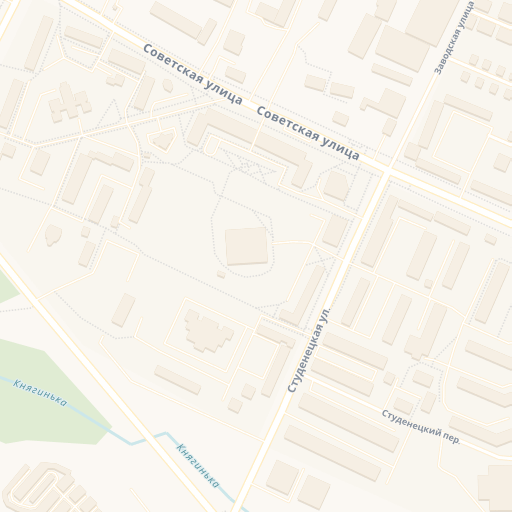 Заводская улица
Советская улица
Советская улица
Студенецкая ул.
Студенецкий пер.
Княгинька
Княгинька